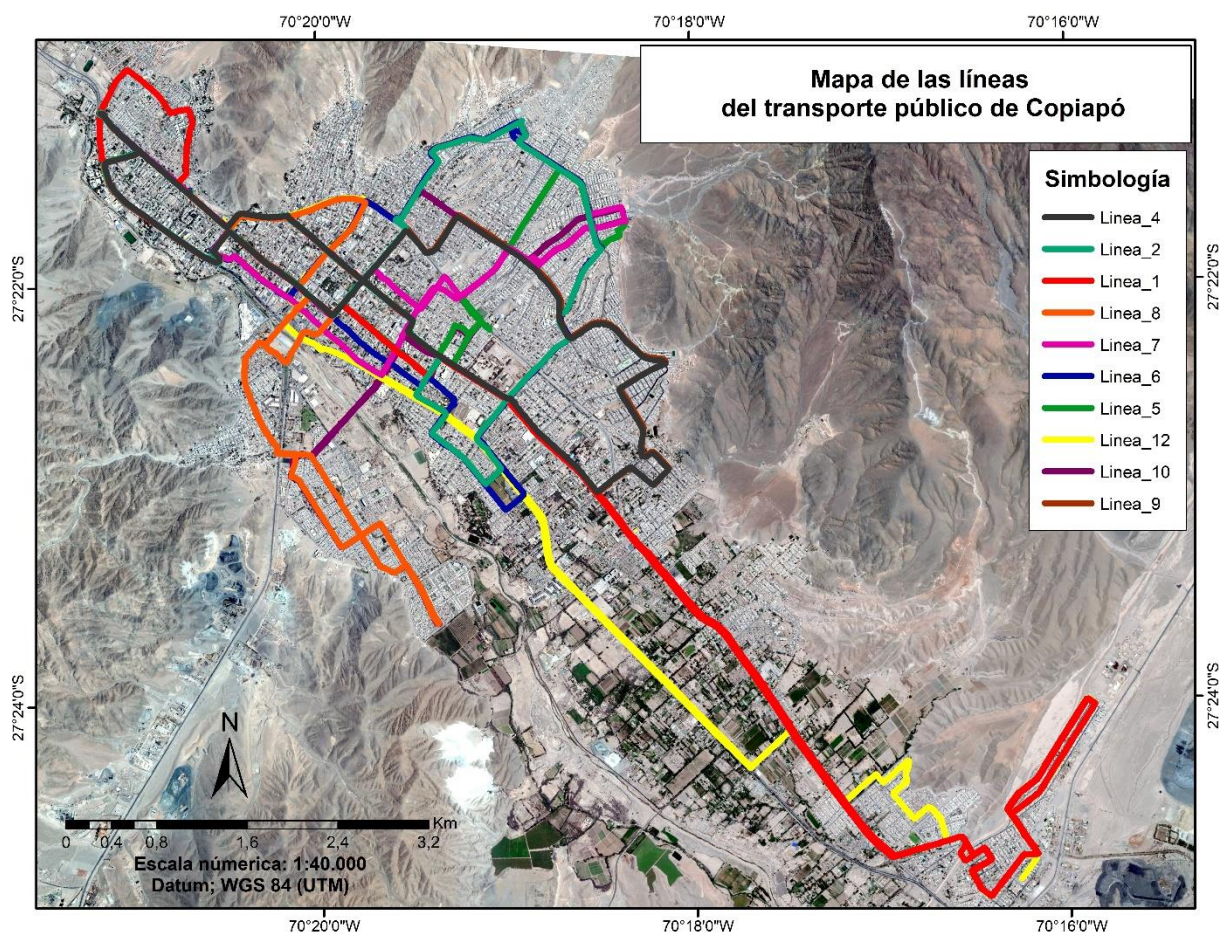 70°20'0"W
70°18'0"W
70°16'0"W
Mapa de las líneas
del transporte público de Copiapó
Simbología
Linea_4
Linea_2
Linea_1
Linea_8
Linea_7
Linea_6
Linea_5
Linea_12
Linea_10
Linea_9
27°22'0"S
27°22'0"S
27°24'0"S
27°24'0"S
N
Km
0 0,4 0,8 1,6 2,4 3,2
Escala númerica: 1:40.000
Datum; WGS 84 (UTM)
70°20'0"W
70°18'0"W
70°16'0"W